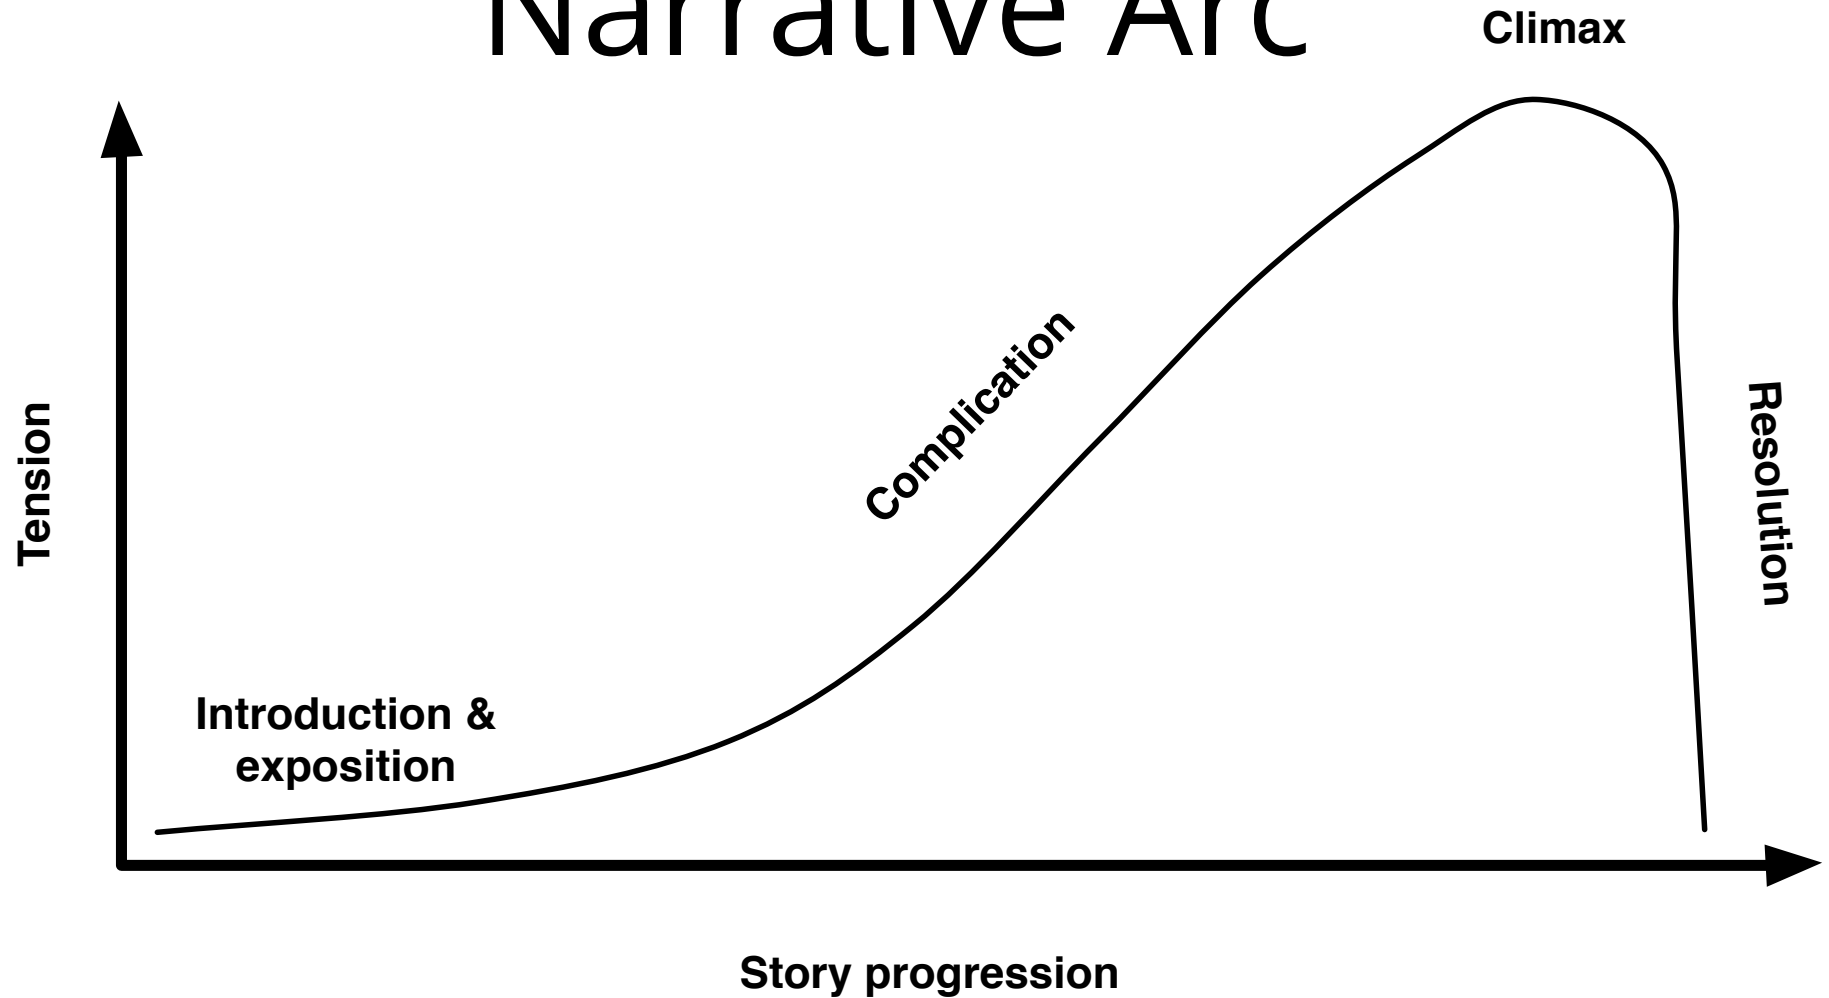 Narrative Arc
Climax
Complication
Tension
Resolution
Introduction &
exposition
Story progression